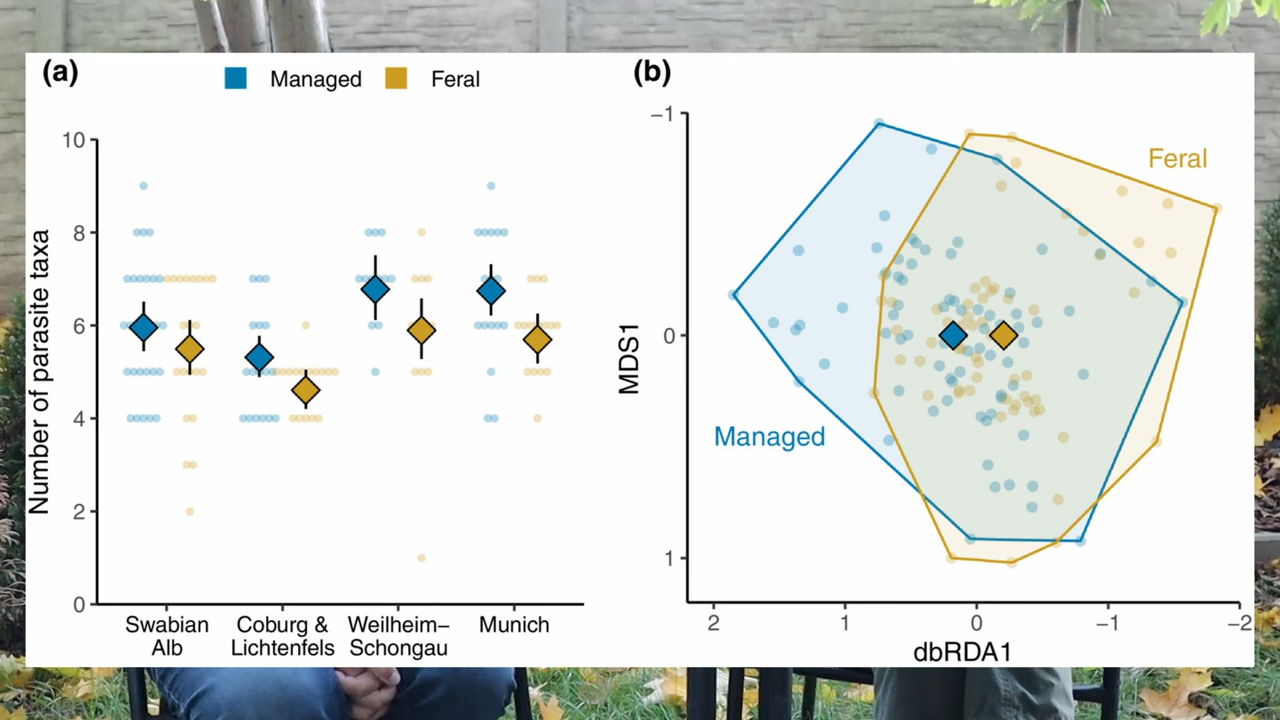 (a)
Managed Feral
Number of parasite taxa
10
8
6
4
2
0
Swabian
Alb
Coburg &
Lichtenfels
Weilheim–
Schongau
Munich
(b)
MDS1
−1
0
1
Feral
Managed
2 1 0 −1 −2
dbRDA1